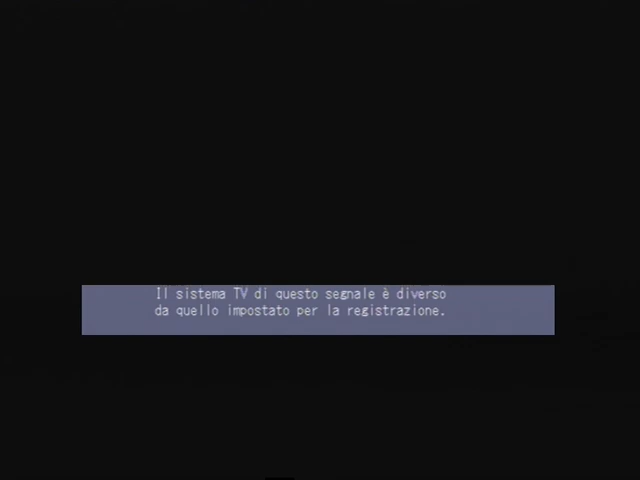 Il sistema TV di questo segnale è diverso
da quello impostato per la registrazione.